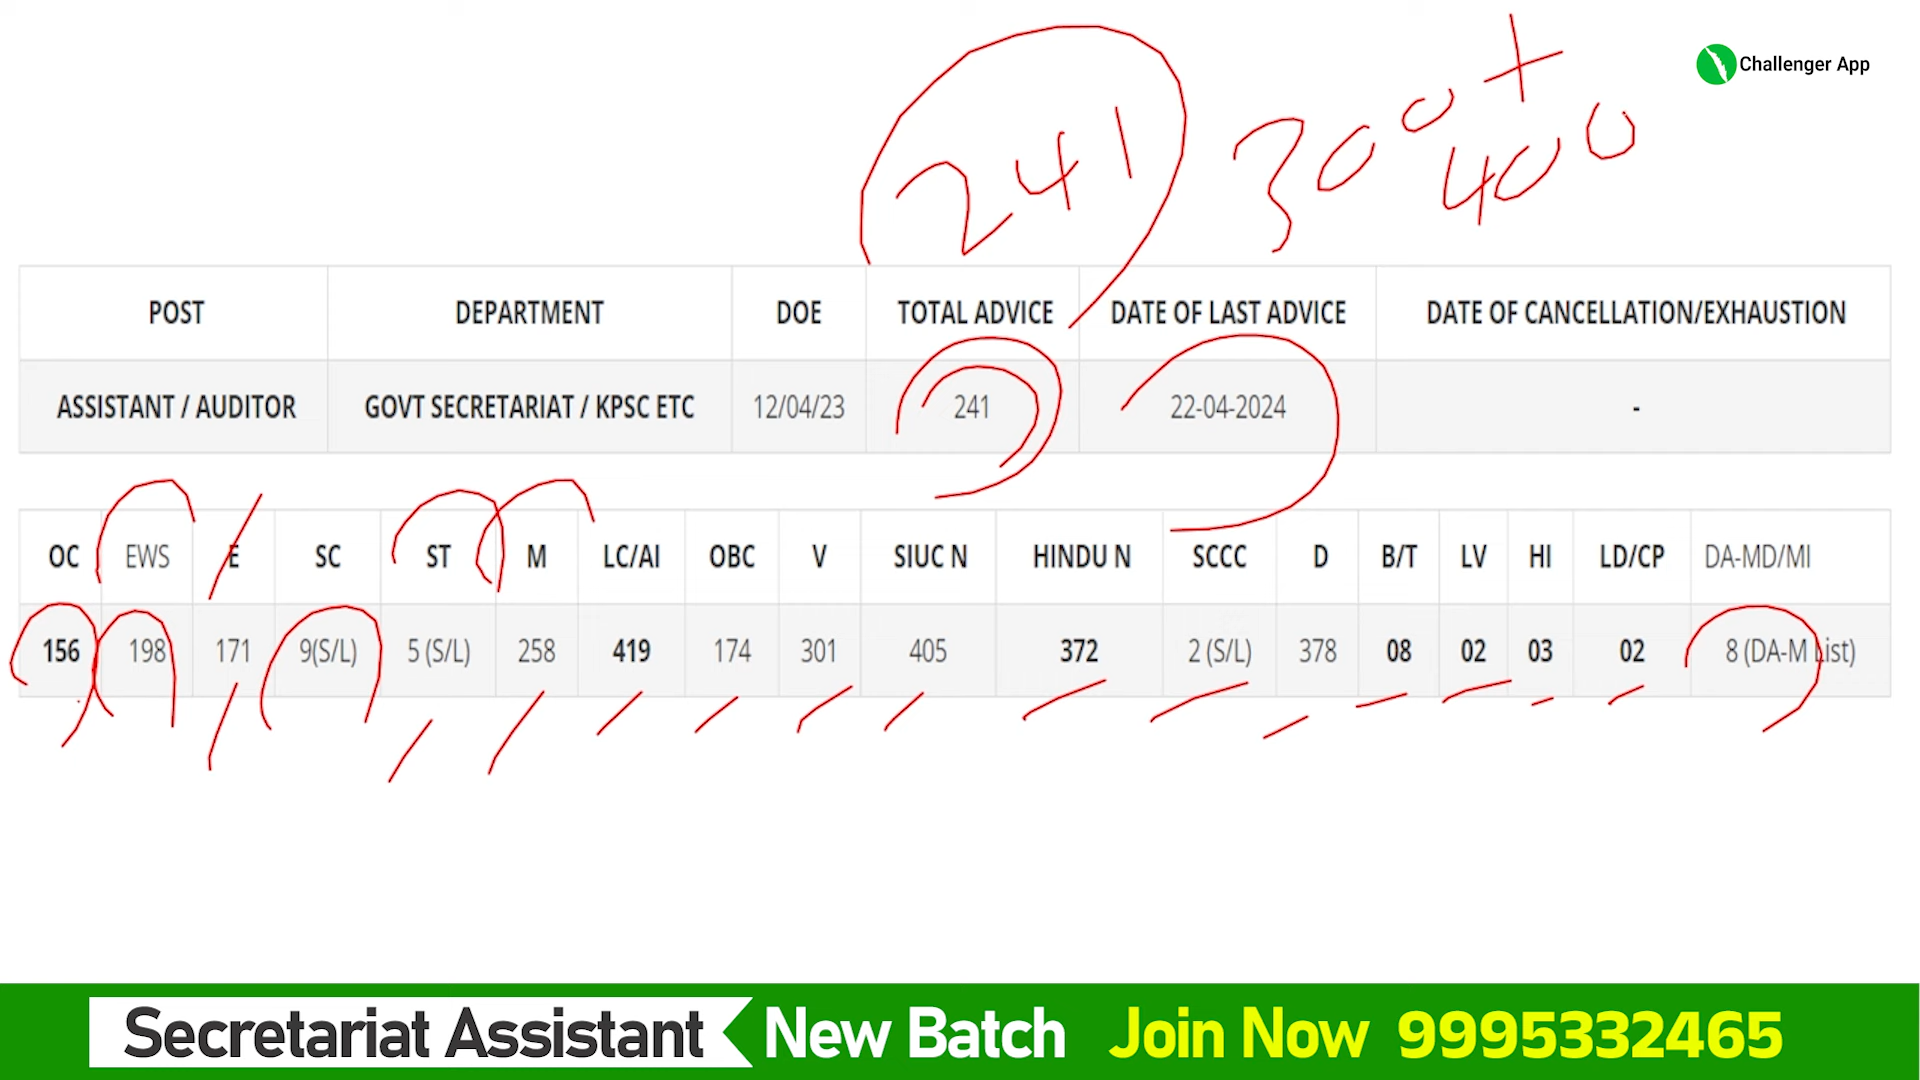 241 300+
400
Challenger App
POST DEPARTMENT DOE TOTAL ADVICE DATE OF LAST ADVICE DATE OF CANCELLATION/EXHAUSTION
ASSISTANT / AUDITOR GOVT SECRETARIAT / KPSC ETC 12/04/23 241 22-04-2024 -
OC EWS E SC ST M LC/AI OBC V SIUC N HINDU N SCCC D B/T LV HI LD/CP DA-MD/MI
156 198 171 9(S/L) 5 (S/L) 258 419 174 301 405 372 2 (S/L) 378 08 02 03 02 8 (DA-M List)
Secretariat Assistant New Batch Join Now 9995332465